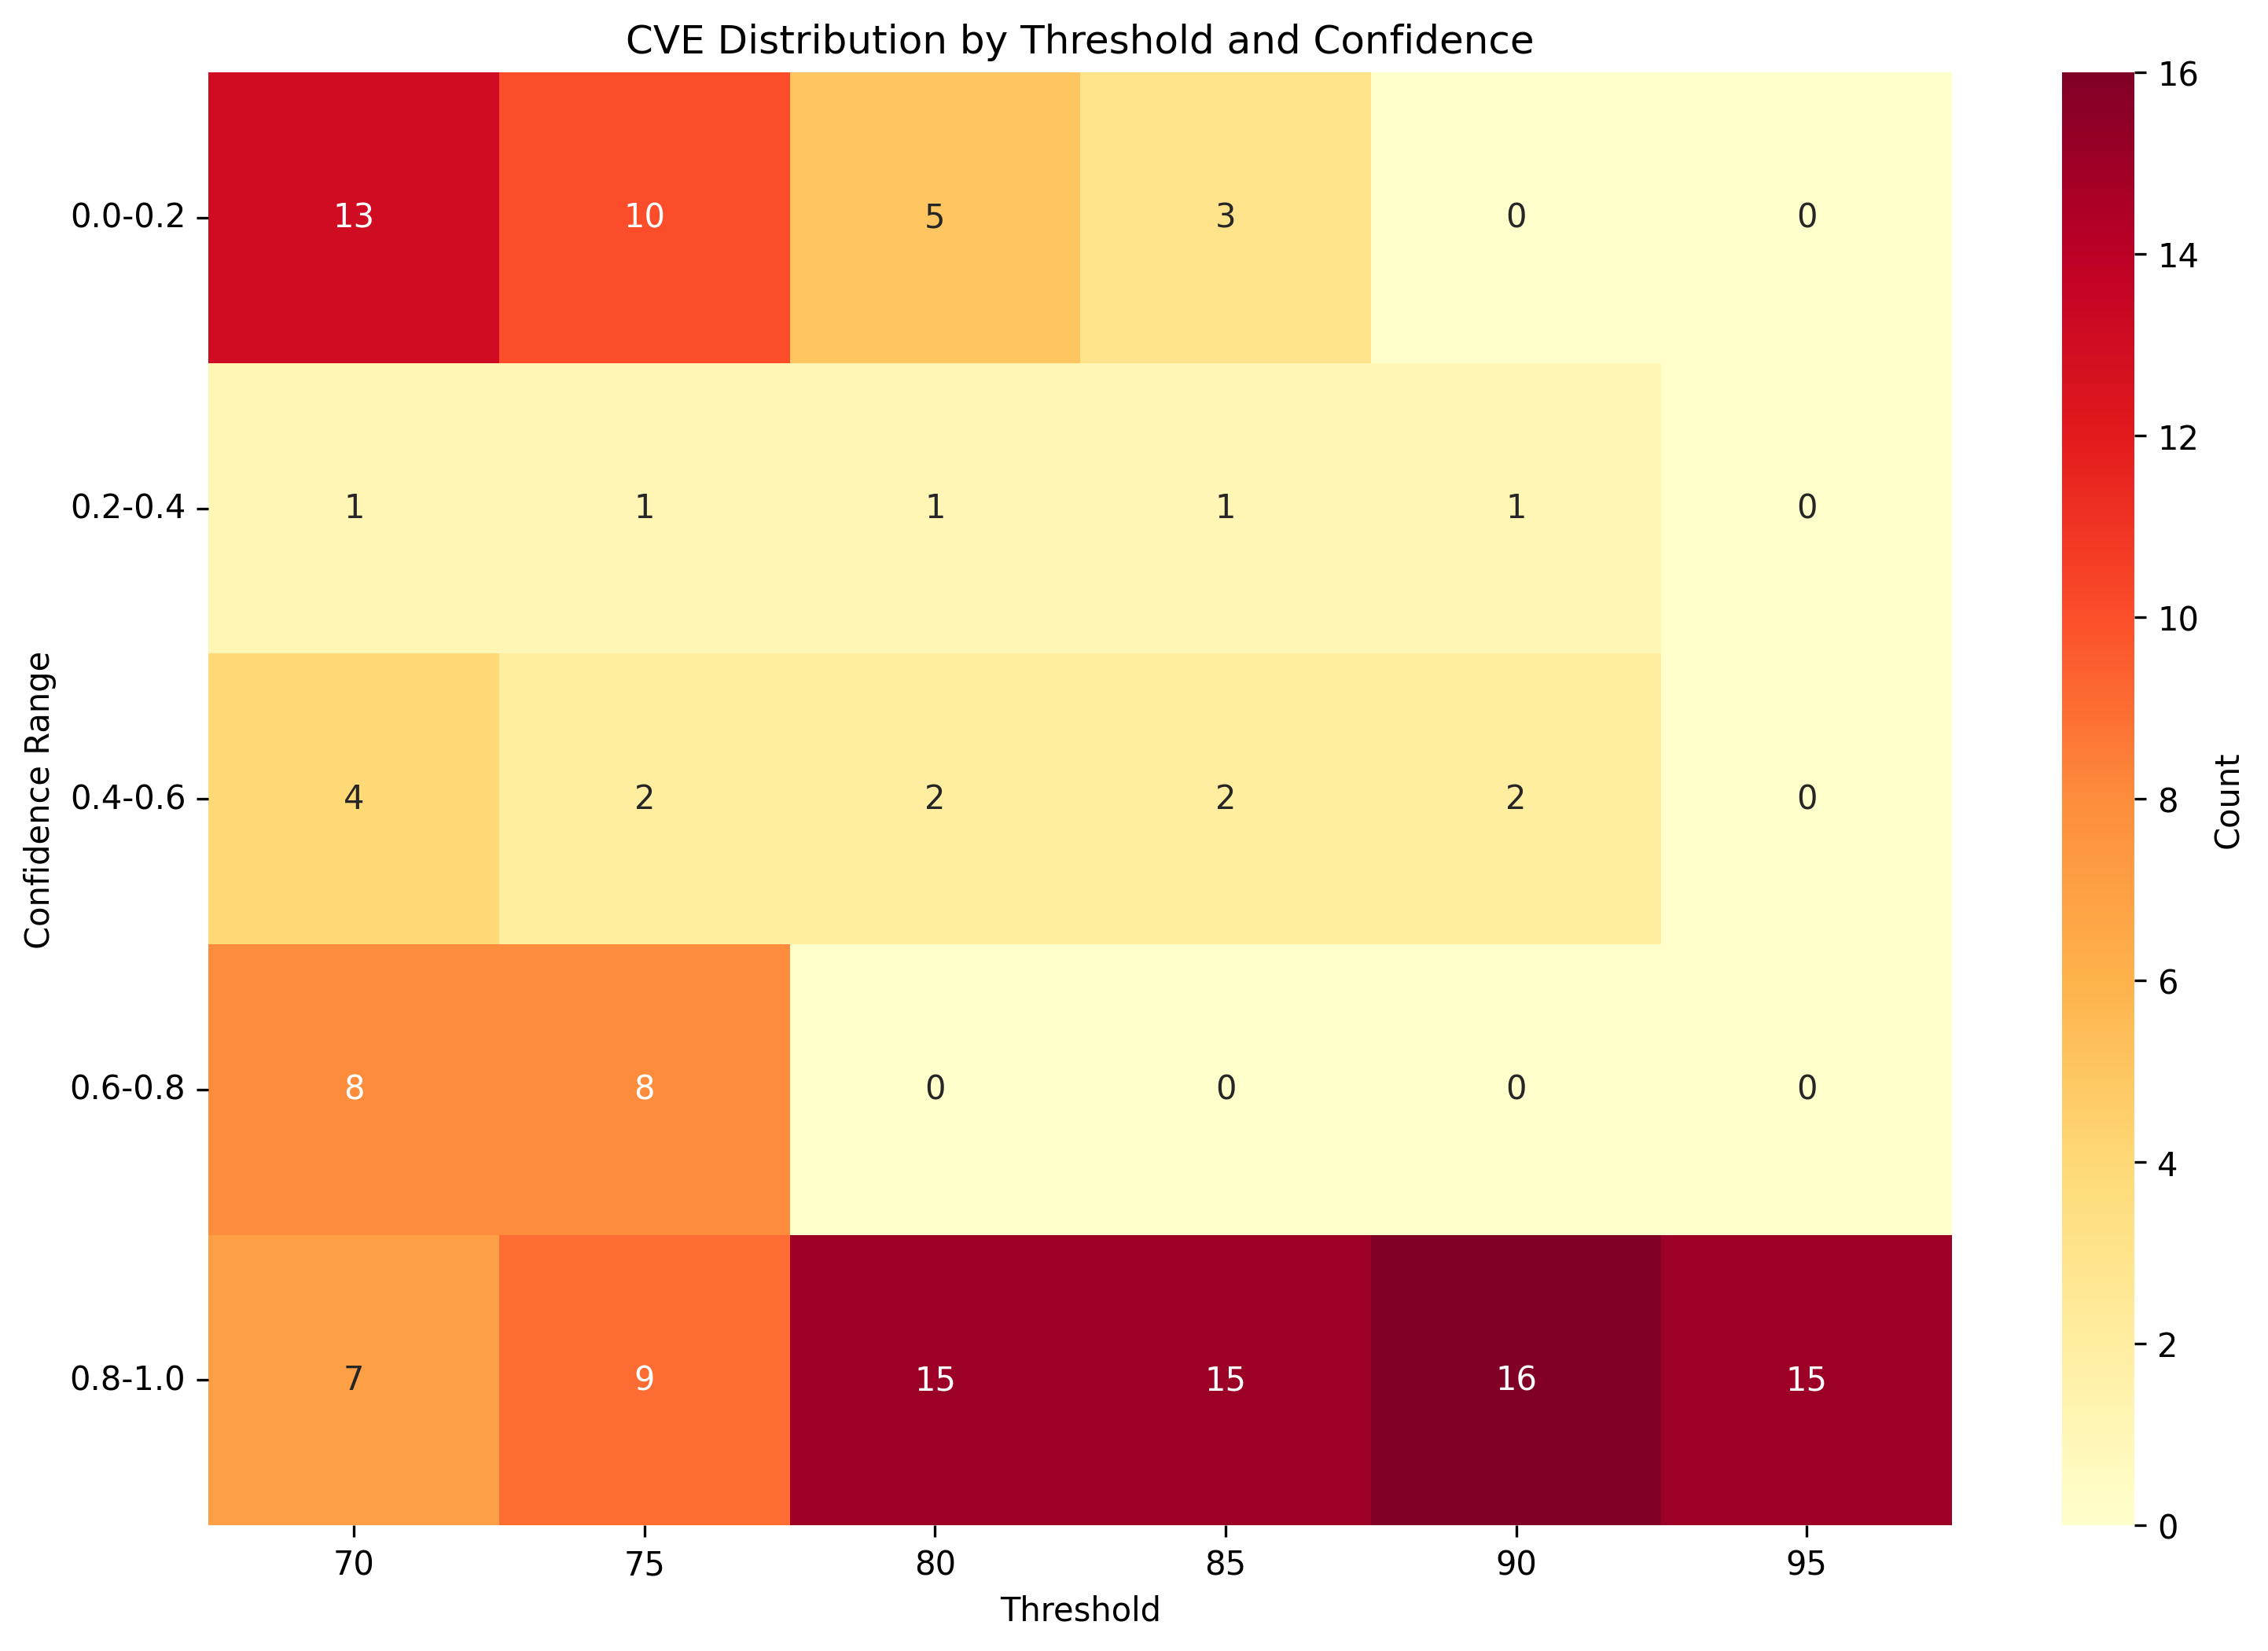 CVE Distribution by Threshold and Confidence
0.0-0.2 13 10 5 3 0 0
0.2-0.4 1 1 1 1 1 0
0.4-0.6 4 2 2 2 2 0
0.6-0.8 8 8 0 0 0 0
0.8-1.0 7 9 15 15 16 15
70 75 80 85 90 95
Threshold
Confidence Range
16
14
12
10
8
6
4
2
0
Count